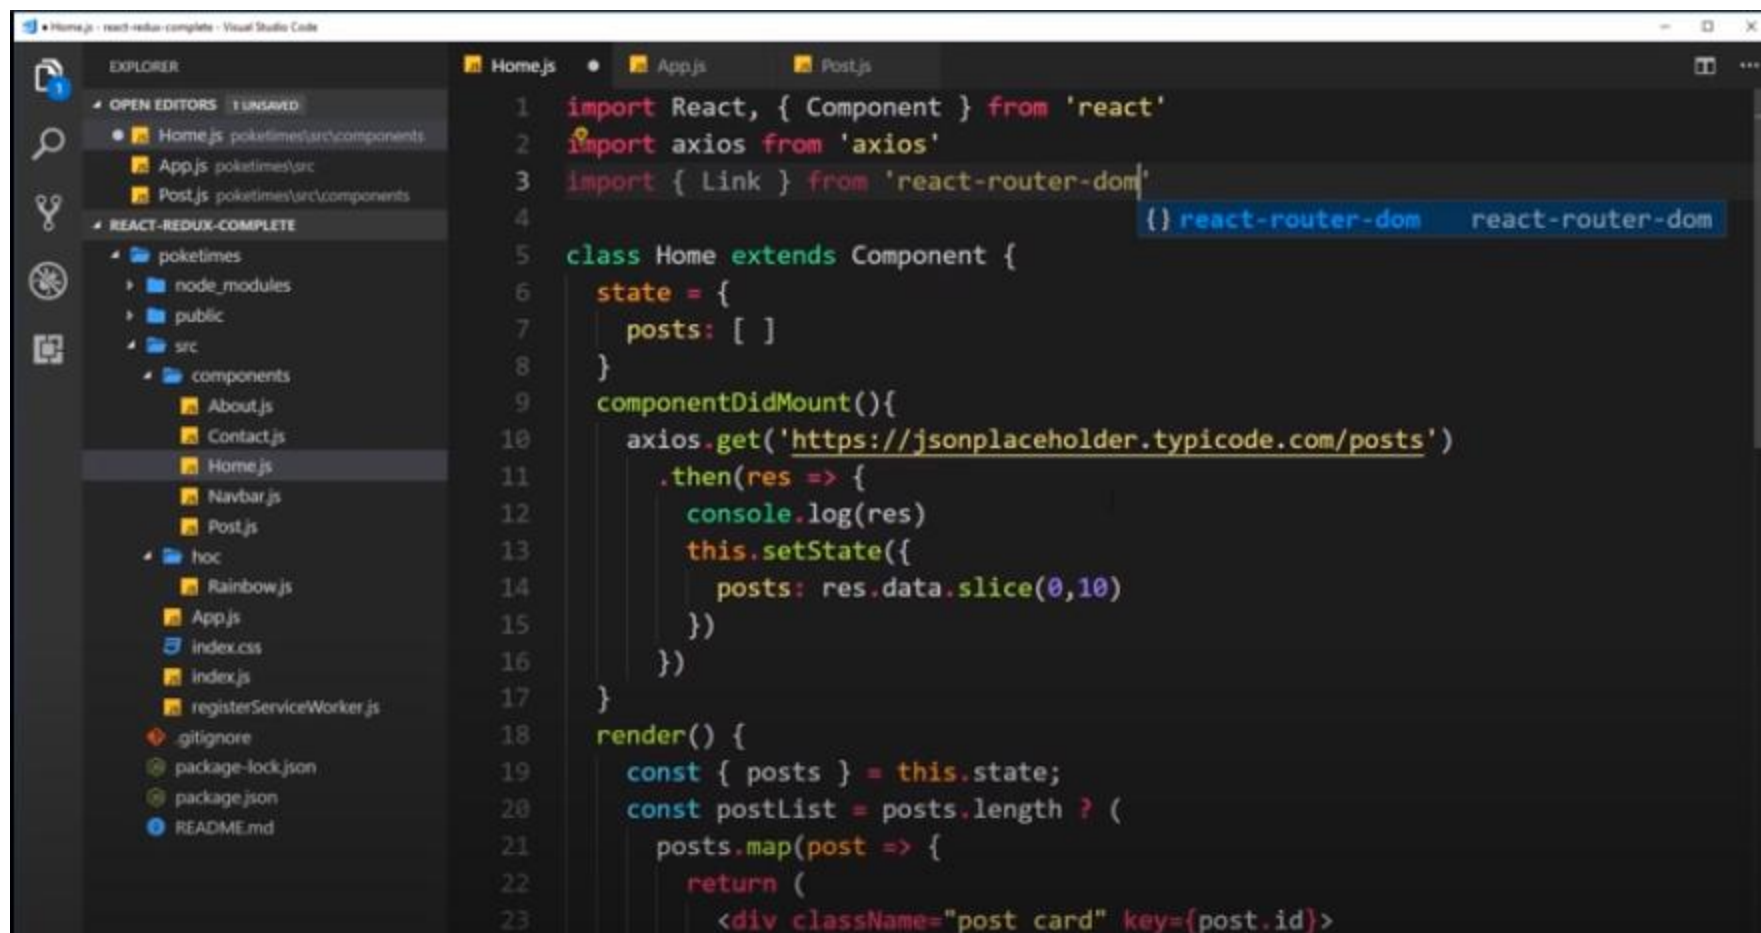 ● Home.js - react-redux-complete - Visual Studio Code
EXPLORER
OPEN EDITORS 1 UNSAVED
Home.js poketimes\src\components
App.js poketimes\src
Post.js poketimes\src\components
REACT-REDUX-COMPLETE
poketimes
node_modules
public
src
components
About.js
Contact.js
Home.js
Navbar.js
Post.js
hoc
Rainbow.js
App.js
index.css
index.js
registerServiceWorker.js
.gitignore
package-lock.json
package.json
README.md
1
Home.js ● App.js Post.js
1 import React, { Component } from 'react'
2 import axios from 'axios'
3 import { Link } from 'react-router-dom'
{} react-router-dom react-router-dom
4
5 class Home extends Component {
6 state = {
7 posts: [ ]
8 }
9 componentDidMount(){
10 axios.get('https://jsonplaceholder.typicode.com/posts')
11 .then(res => {
12 console.log(res)
13 this.setState({
14 posts: res.data.slice(0,10)
15 })
16 })
17 }
18 render() {
19 const { posts } = this.state;
20 const postList = posts.length ? (
21 posts.map(post => {
22 return (
23 <div className="post card" key={post.id}>